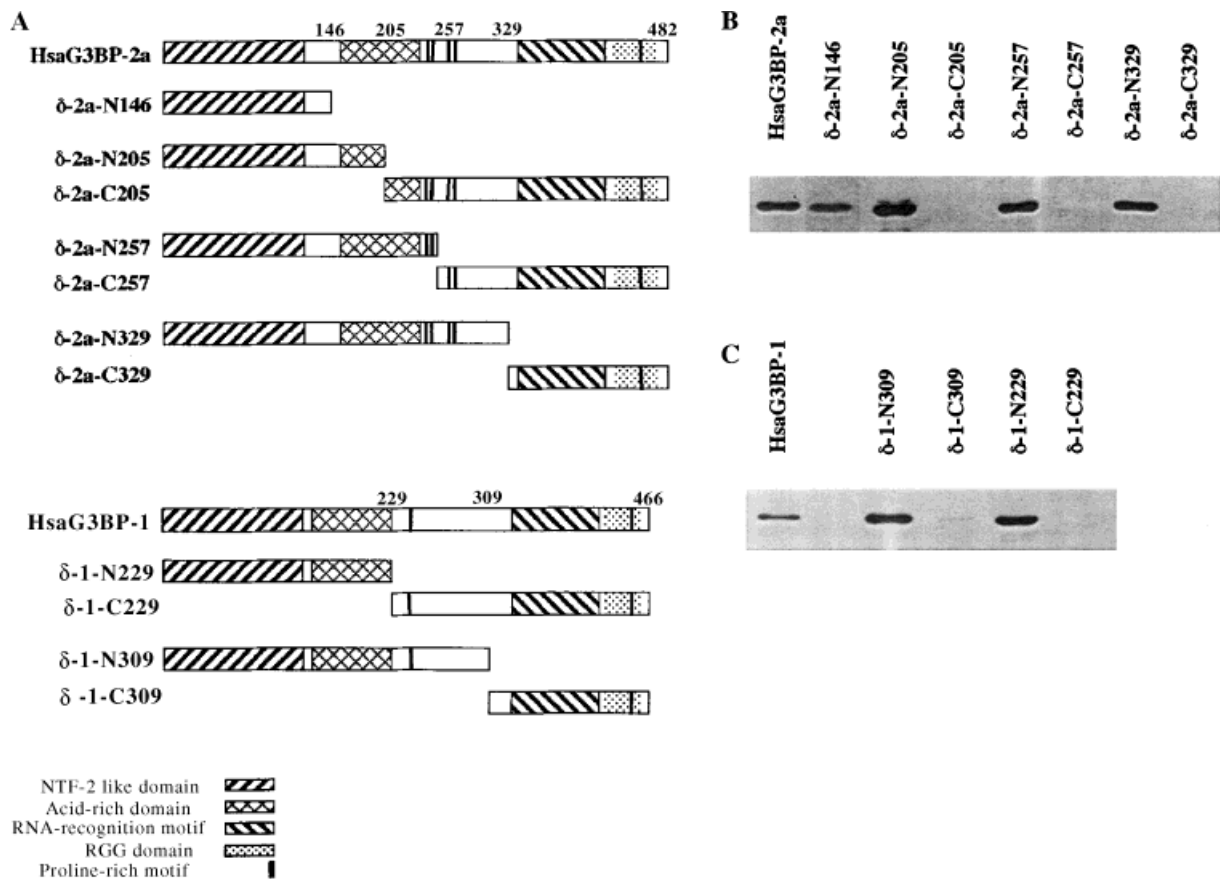 A
146 205 257 329 482
HsaG3BP-2a
δ-2a-N146
δ-2a-N205
δ-2a-C205
δ-2a-N257
δ-2a-C257
δ-2a-N329
δ-2a-C329
229 309 466
HsaG3BP-1
δ-1-N229
δ-1-C229
δ-1-N309
δ -1-C309
NTF-2 like domain
Acid-rich domain
RNA-recognition motif
RGG domain
Proline-rich motif
B
HsaG3BP-2a
δ-2a-N146
δ-2a-N205
δ-2a-C205
δ-2a-N257
δ-2a-C257
δ-2a-N329
δ-2a-C329
C
HsaG3BP-1
δ-1-N309
δ-1-C309
δ-1-N229
δ-1-C229